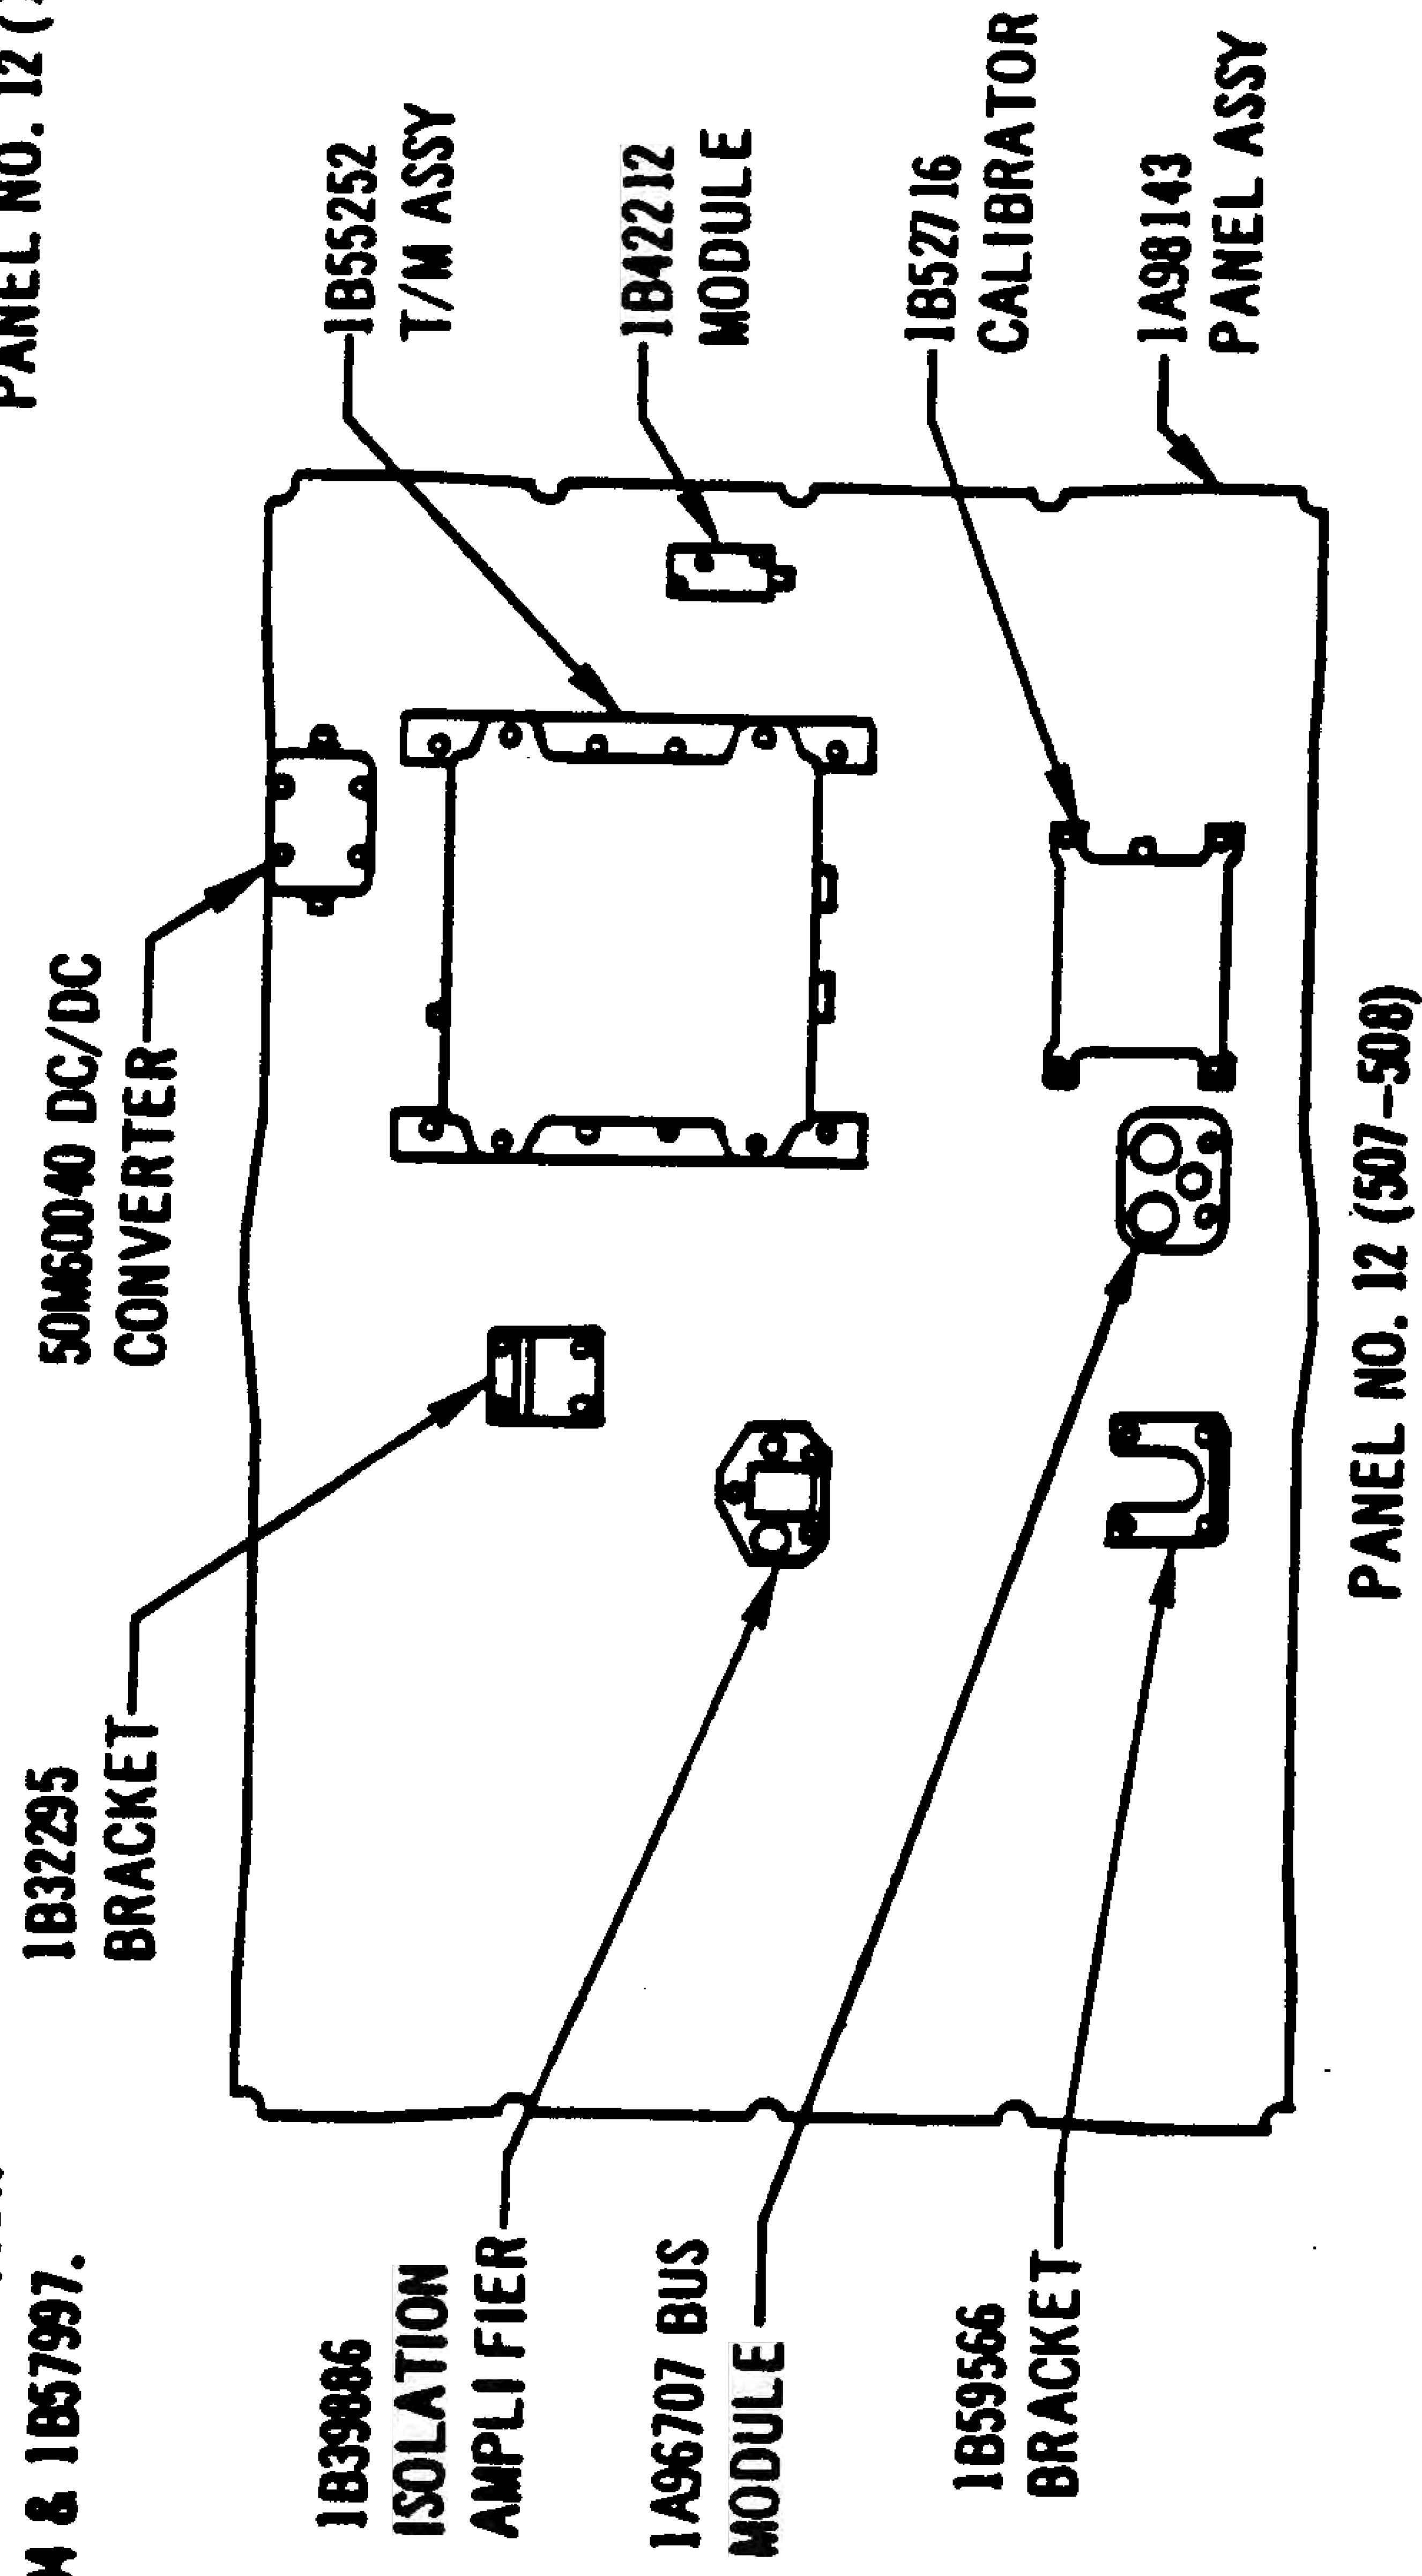 PANEL NO. 12 (
& 1B57997.
1B32295
BRACKET
50M60040 DC/DC
CONVERTER
1B55252
T/M ASSY
1B42212
MODULE
1B52716
CALIBRATOR
1A98143
PANEL ASSY
1B39886
ISOLATION
AMPLIFIER
1A96707 BUS
MODULE
1B59566
BRACKET
PANEL NO. 12 (507-508)